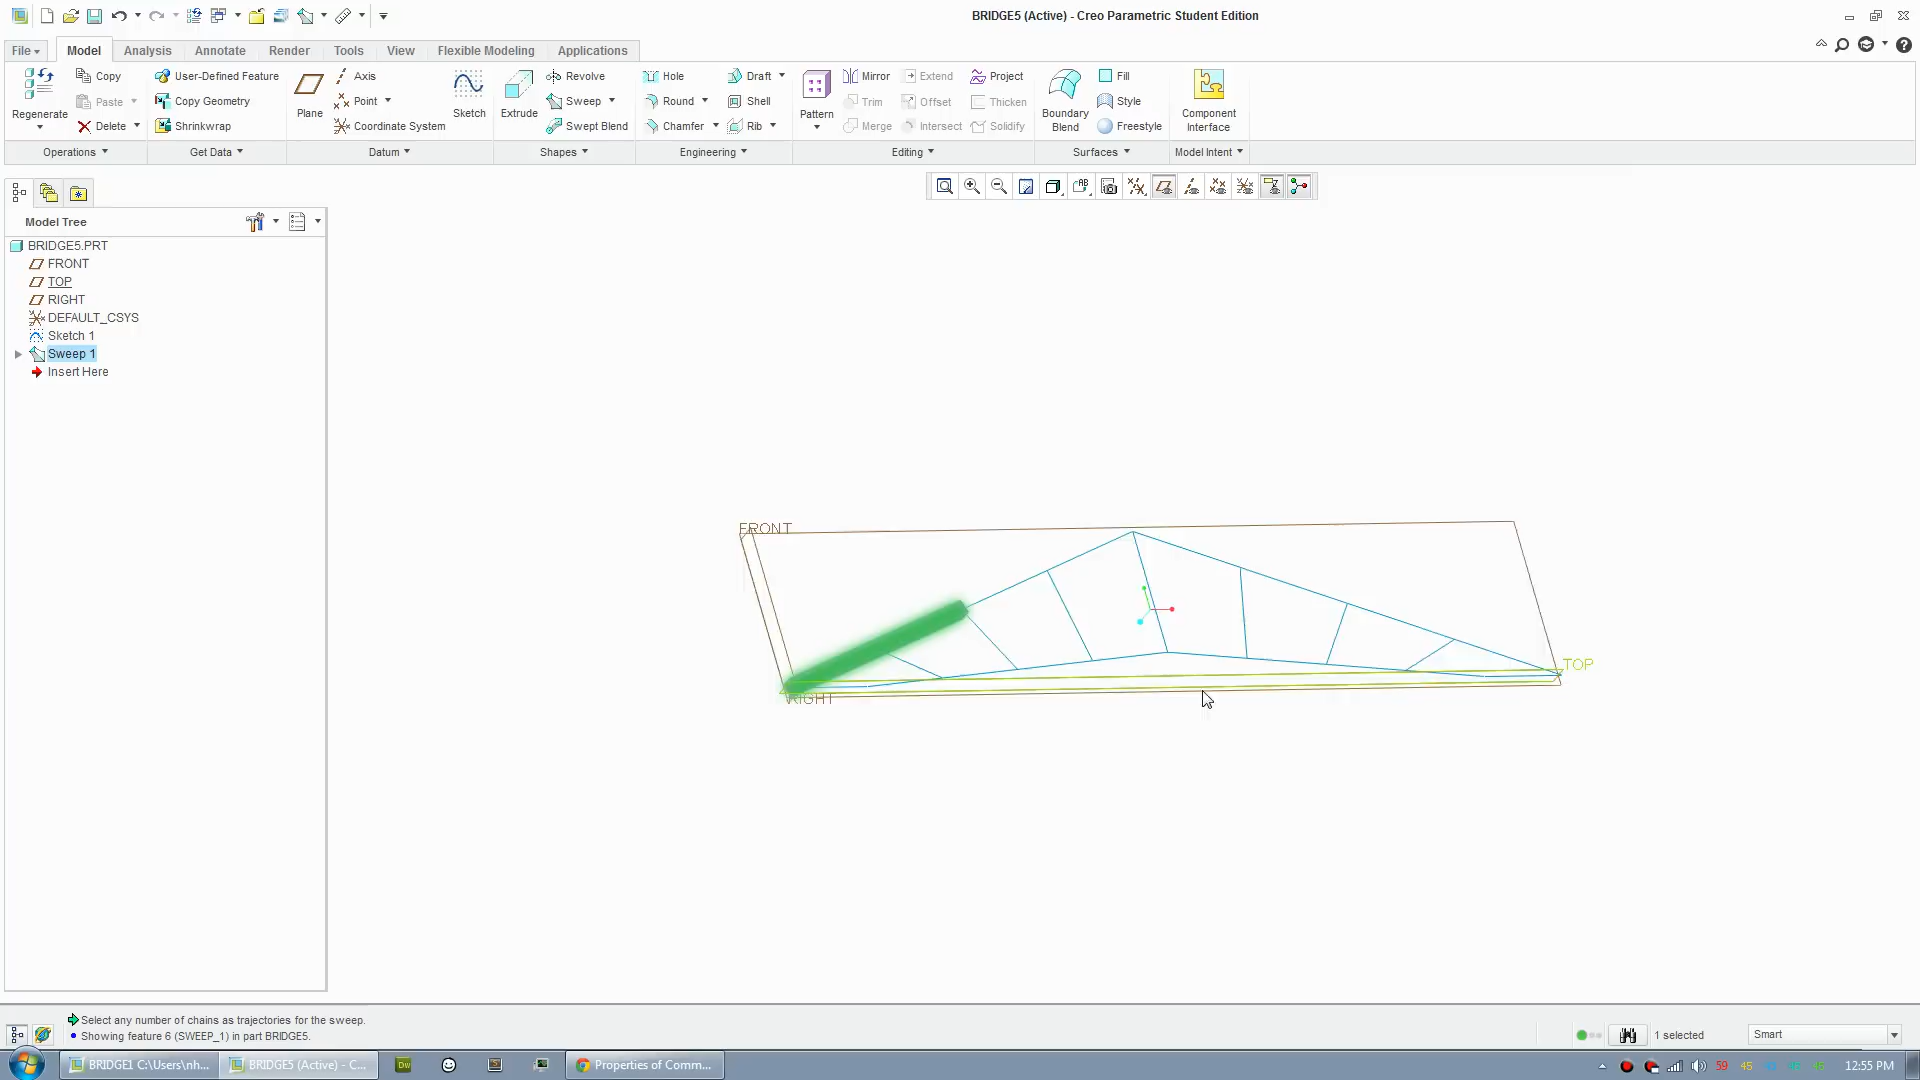 BRIDGE5 (Active) - Creo Parametric Student Edition
File Model Analysis Annotate Render Tools View Flexible Modeling Applications
Regenerate Copy Paste Delete
User-Defined Feature Copy Geometry Shrinkwrap
Plane Axis Point Coordinate System Sketch
Extrude Revolve Sweep Swept Blend
Hole Round Chamfer Draft Shell Rib
Pattern Mirror Trim Merge Extend Offset Intersect Project Thicken Solidify
Boundary Blend Fill Style Freestyle
Component Interface
Operations Get Data Datum Shapes Engineering Editing Surfaces Model Intent
Model Tree
BRIDGE5.PRT
FRONT
TOP
RIGHT
DEFAULT_CSYS
Sketch 1
Sweep 1
Insert Here
FRONT
TOP
RIGHT
Select any number of chains as trajectories for the sweep.
Showing feature 6 (SWEEP_1) in part BRIDGE5.
1 selected
Smart
BRIDGE1 C:\Users\nh...
BRIDGE5 (Active) - C...
Dw
Properties of Comm...
59 45
12:55 PM